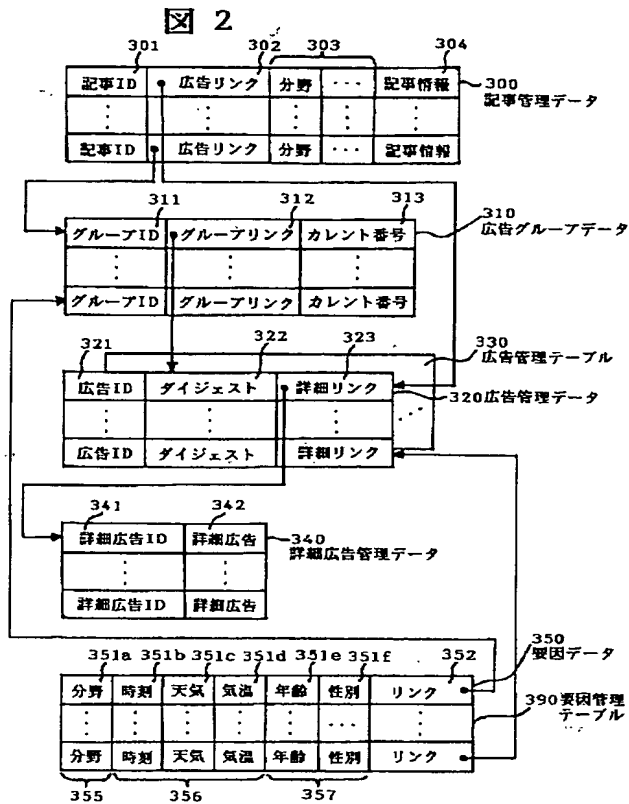 図 2
301 302 303 304
記事ID 広告リンク 分野 ··· 記事情報
300
記事管理データ
記事ID 広告リンク 分野 記事情報
311 312 313
グループID グループリンク カレント番号
310
広告グループデータ
グループID グループリンク カレント番号
330
広告管理テーブル
321 322 323
広告ID ダイジェスト 詳細リンク
320広告管理データ
広告ID ダイジェスト 詳細リンク
341 342
詳細広告ID 詳細広告
340
詳細広告管理データ
詳細広告ID 詳細広告
351a 351b 351c 351d 351e 351f 352
350
要因データ
分野 時刻 天気 気温 年齢 性別 リンク
390要因管理
テーブル
分野 時刻 天気 気温 年齢 性別 リンク
355 356 357